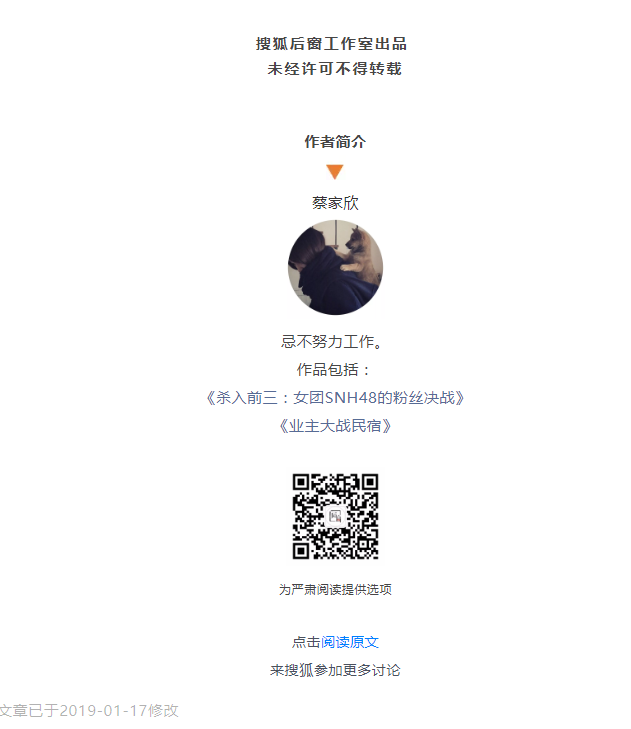 搜狐后窗工作室出品
未经许可不得转载
作者简介
蔡家欣
忌不努力工作。
作品包括：
《杀入前三：女团SNH48的粉丝决战》
《业主大战民宿》
为严肃阅读提供选项
点击阅读原文
来搜狐参加更多讨论
文章已于2019-01-17修改